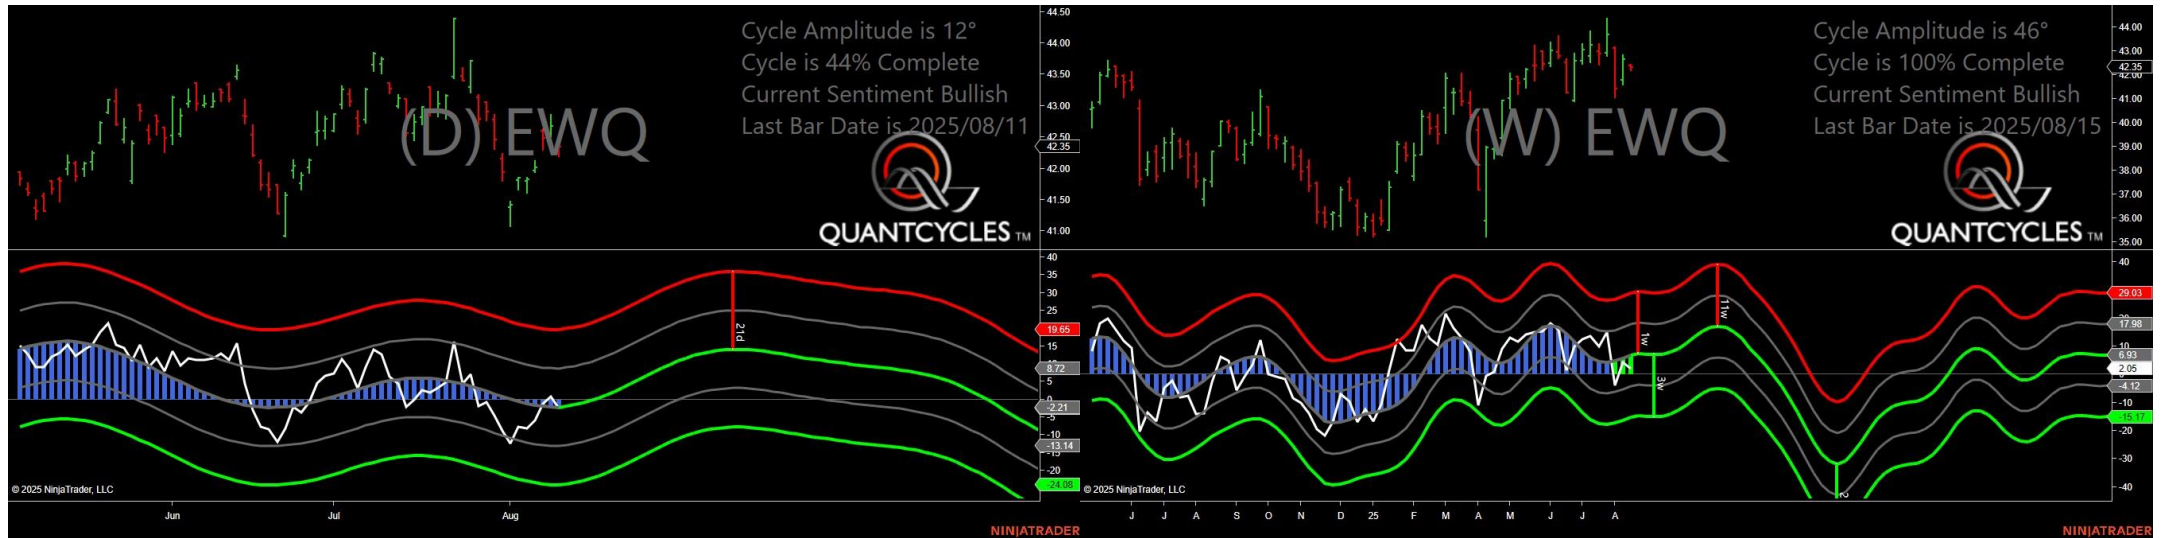 Cycle Amplitude is 12°
Cycle is 44% Complete
Current Sentiment Bullish
Last Bar Date is 2025/08/11
(D) EWQ
QUANTCYCLES TM
44.50
44.00
43.50
43.00
42.50
42.35
42.00
41.50
41.00
40
35
30
25
19.65
15
8.72
5
0
-2.21
-10
-13.14
-15
-20
-24.08
21d
© 2025 NinjaTrader, LLC
Jun
Jul
Aug
NINJATRADER
Cycle Amplitude is 46°
Cycle is 100% Complete
Current Sentiment Bullish
Last Bar Date is 2025/08/15
(W) EWQ
QUANTCYCLES TM
44.00
43.00
42.35
42.00
41.00
40.00
39.00
38.00
37.00
36.00
35.00
40
29.03
17.98
10
6.93
2.05
-4.12
-10
-15.17
-20
-30
-40
1w
3w
11w
2
© 2025 NinjaTrader, LLC
J
J
A
S
O
N
D
25
F
M
A
M
J
J
A
NINJATRADER